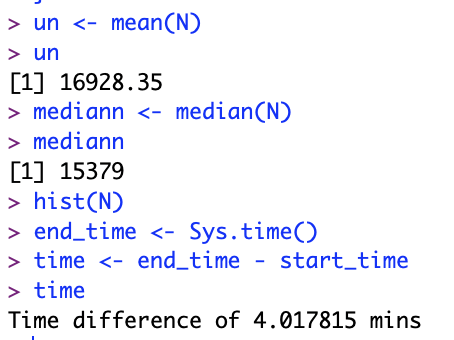 > un <- mean(N)
> un
[1] 16928.35
> mediann <- median(N)
> mediann
[1] 15379
> hist(N)
> end_time <- Sys.time()
> time <- end_time - start_time
> time
Time difference of 4.017815 mins